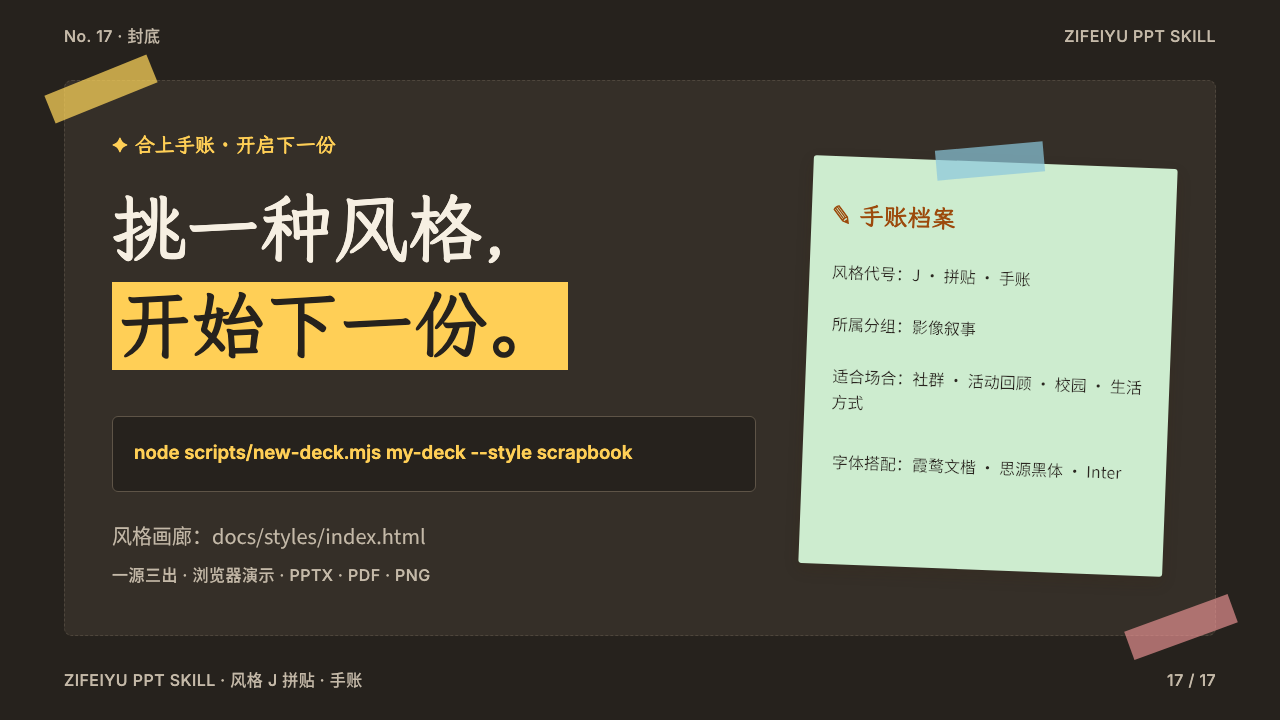 No. 17 · 封底
ZIFEIYU PPT SKILL
✦ 合上手账・开启下一份
挑一种风格，
开始下一份。
node scripts/new-deck.mjs my-deck --style scrapbook
风格画廊：docs/styles/index.html
一源三出 · 浏览器演示 · PPTX · PDF · PNG
✎ 手账档案
风格代号：J ・ 拼贴 ・ 手账
所属分组：影像叙事
适合场合：社群 ・ 活动回顾 ・ 校园 ・ 生活
方式
字体搭配：霞鹜文楷 ・ 思源黑体 ・ Inter
ZIFEIYU PPT SKILL · 风格 J 拼贴 · 手账
17 / 17